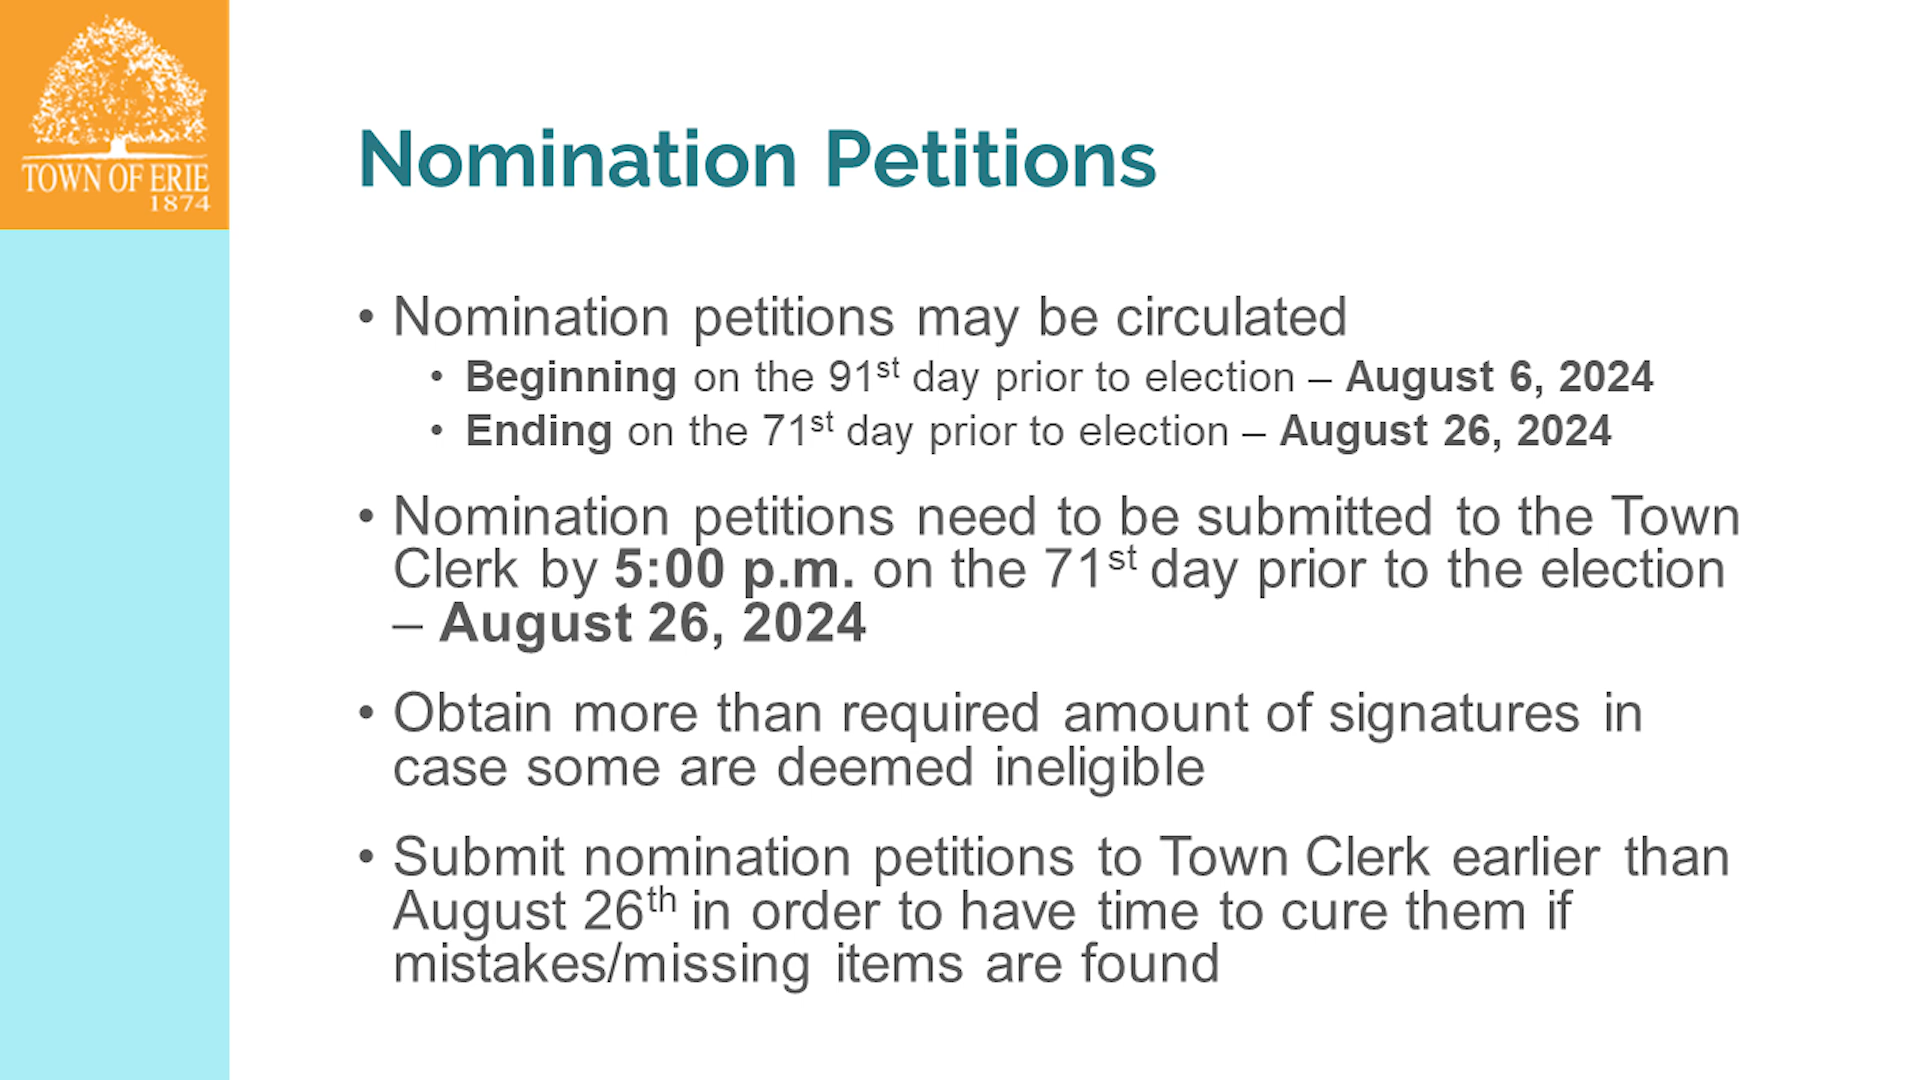 TOWN OF ERIE
1874
Nomination Petitions
• Nomination petitions may be circulated
• Beginning on the 91st day prior to election – August 6, 2024
• Ending on the 71st day prior to election – August 26, 2024
• Nomination petitions need to be submitted to the Town
Clerk by 5:00 p.m. on the 71st day prior to the election
– August 26, 2024
• Obtain more than required amount of signatures in
case some are deemed ineligible
• Submit nomination petitions to Town Clerk earlier than
August 26th in order to have time to cure them if
mistakes/missing items are found